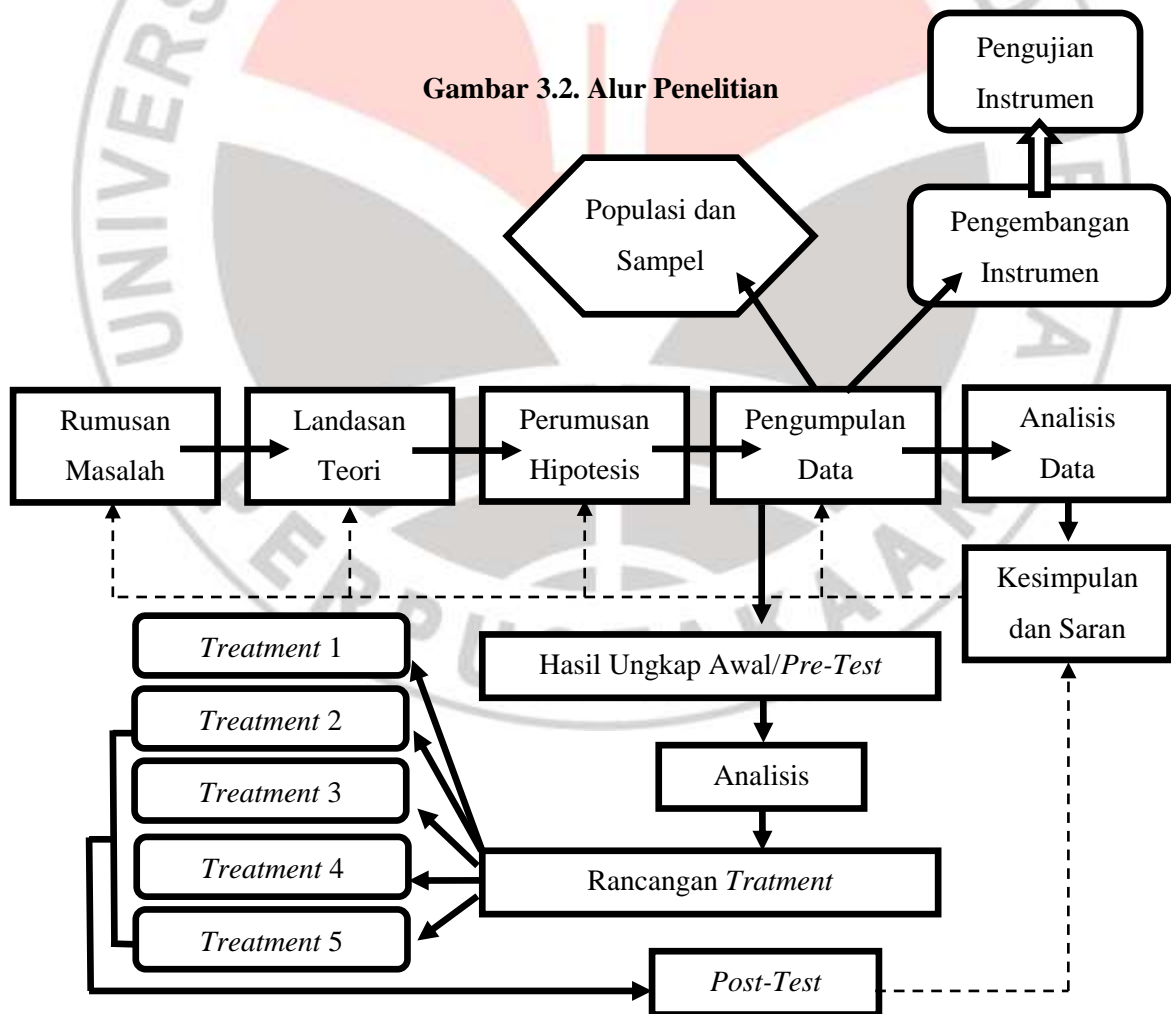 Gambar 3.2. Alur Penelitian
Pengujian
Instrumen
Populasi dan
Sampel
Pengembangan
Instrumen
Rumusan
Masalah
Landasan
Teori
Perumusan
Hipotesis
Pengumpulan
Data
Analisis
Data
Kesimpulan
dan Saran
Treatment 1
Treatment 2
Treatment 3
Treatment 4
Treatment 5
Hasil Ungkap Awal/Pre-Test
Analisis
Rancangan Tratment
Post-Test
PERPUSTAKAAN